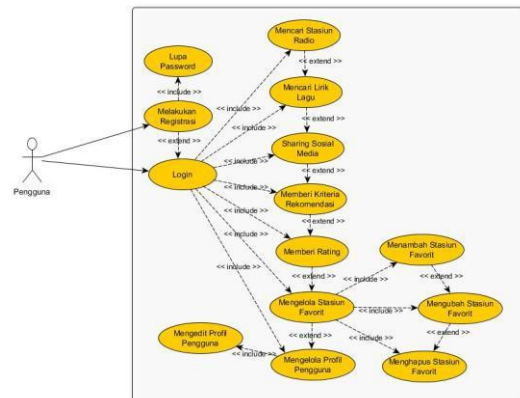 Mencari Stasiun
Radio
<< extend >>
Lupa
Password
<< include >>
Mencari Lirik
Lagu
<< include >>
<< include >>
Melakukan
Registrasi
<< extend >>
<< include >>
<< extend >>
Sharing Sosial
Media
Login
<< extend >>
<< include >>
Memberi Kriteria
Rekomendasi
Pengguna
<< include >>
<< extend >>
Memberi Rating
Menambah Stasiun
Favorit
<< include >>
<< extend >>
<< include >>
<< extend >>
Mengelola Stasiun
Favorit
<< include >>
Mengubah Stasiun
Favorit
<< extend >>
<< extend >>
Mengedit Profil
Pengguna
<< include >>
<< include >>
<< include >>
Mengelola Profil
Pengguna
Menghapus Stasiun
Favorit